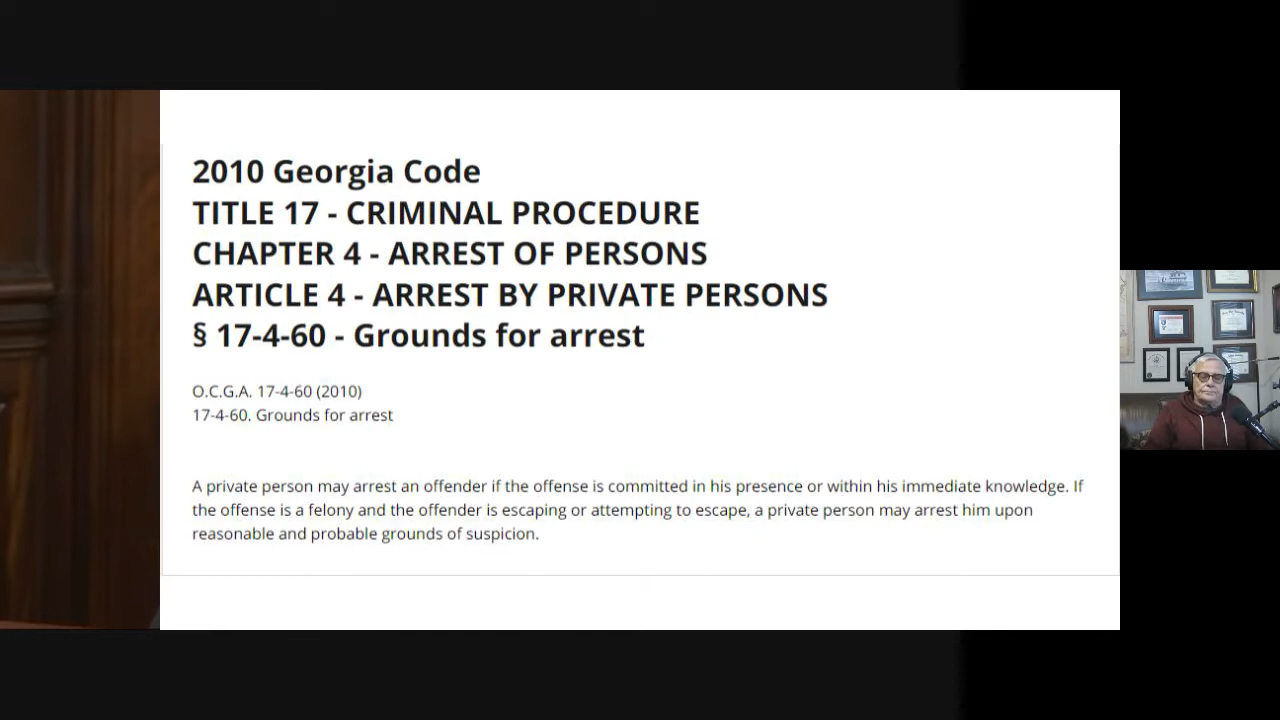 2010 Georgia Code
TITLE 17 - CRIMINAL PROCEDURE
CHAPTER 4 - ARREST OF PERSONS
ARTICLE 4 - ARREST BY PRIVATE PERSONS
§ 17-4-60 - Grounds for arrest
O.C.G.A. 17-4-60 (2010)
17-4-60. Grounds for arrest
A private person may arrest an offender if the offense is committed in his presence or within his immediate knowledge. If
the offense is a felony and the offender is escaping or attempting to escape, a private person may arrest him upon
reasonable and probable grounds of suspicion.